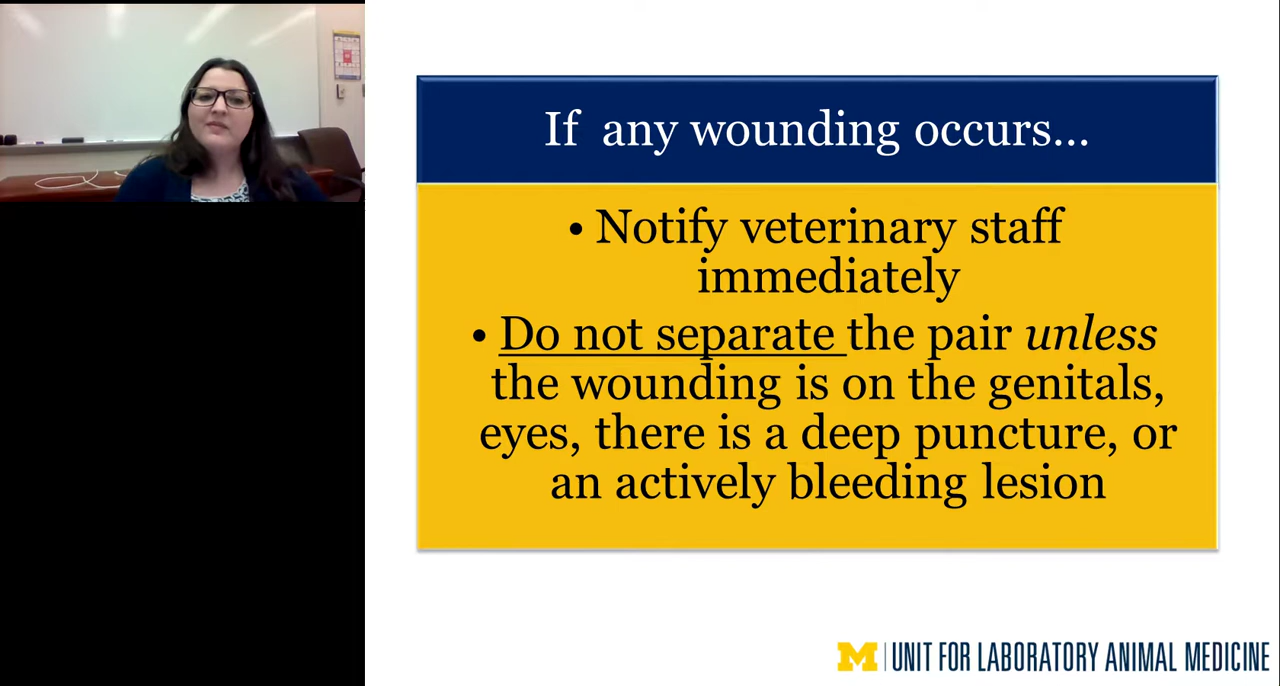 If any wounding occurs...
• Notify veterinary staff
immediately
• Do not separate the pair unless
the wounding is on the genitals,
eyes, there is a deep puncture, or
an actively bleeding lesion
M | UNIT FOR LABORATORY ANIMAL MEDICINE